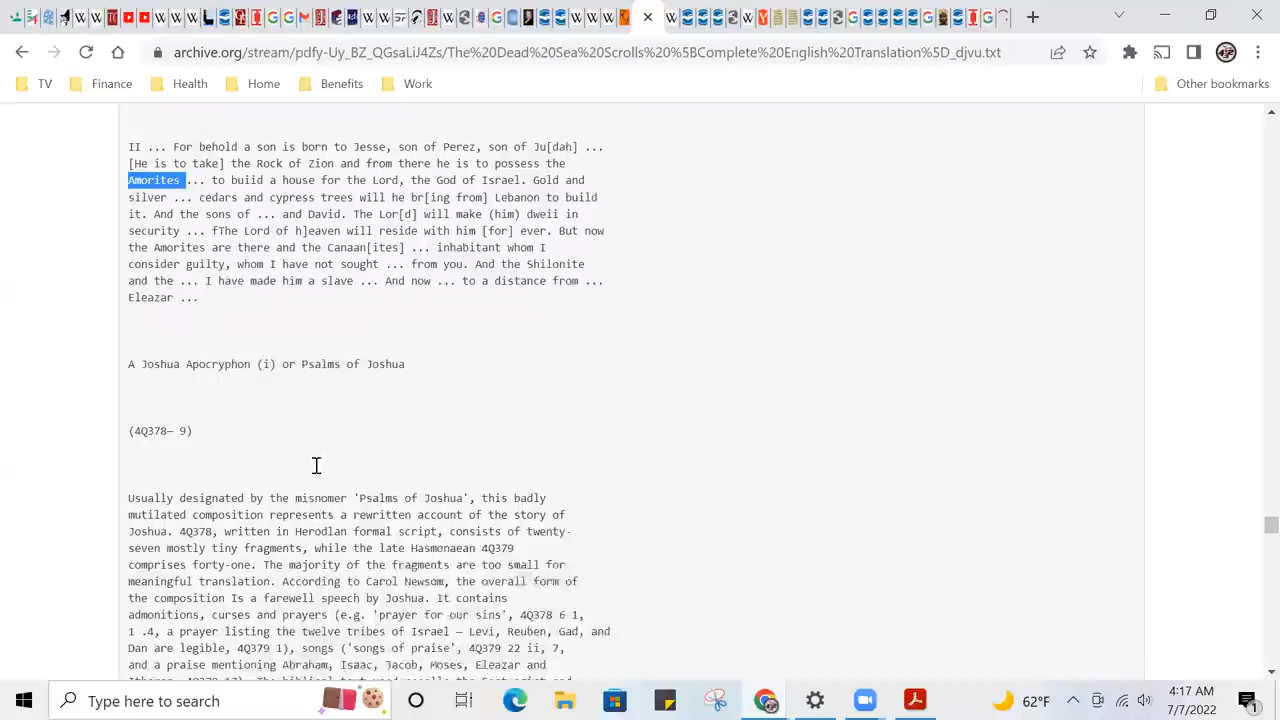 archive.org/stream/pdfy-Uy_BZ_QGsaLiJ4Zs/The%20Dead%20Sea%20Scrolls%20%5BComplete%20English%20Translation%5D_djvu.txt
TV Finance Health Home Benefits Work Other bookmarks
II ... For behold a son is born to Jesse, son of Perez, son of Ju[dah] ...
[He is to take] the Rock of Zion and from there he is to possess the
Amorites ... to buiid a house for the Lord, the God of Israel. Gold and
silver ... cedars and cypress trees will he br[ing from] Lebanon to build
it. And the sons of ... and David. The Lor[d] will make (him) dweii in
security ... fThe Lord of h]eaven will reside with him [for] ever. But now
the Amorites are there and the Canaan[ites] ... inhabitant whom I
consider guilty, whom I have not sought ... from you. And the Shilonite
and the ... I have made him a slave ... And now ... to a distance from ...
Eleazar ...
A Joshua Apocryphon (i) or Psalms of Joshua
(4Q378— 9)
Usually designated by the misnomer 'Psalms of Joshua', this badly
mutilated composition represents a rewritten account of the story of
Joshua. 4Q378, written in Herodlan formal script, consists of twenty-
seven mostly tiny fragments, while the late Hasmonaean 4Q379
comprises forty-one. The majority of the fragments are too small for
meaningful translation. According to Carol Newsom, the overall form of
the composition Is a farewell speech by Joshua. It contains
admonitions, curses and prayers (e.g. 'prayer for our sins', 4Q378 6 1,
1 .4, a prayer listing the twelve tribes of Israel — Levi, Reuben, Gad, and
Dan are legible, 4Q379 1), songs ('songs of praise', 4Q379 22 ii, 7,
and a praise mentioning Abraham, Isaac, Jacob, Moses, Eleazar and
Type here to search
62°F
4:17 AM
7/7/2022
1